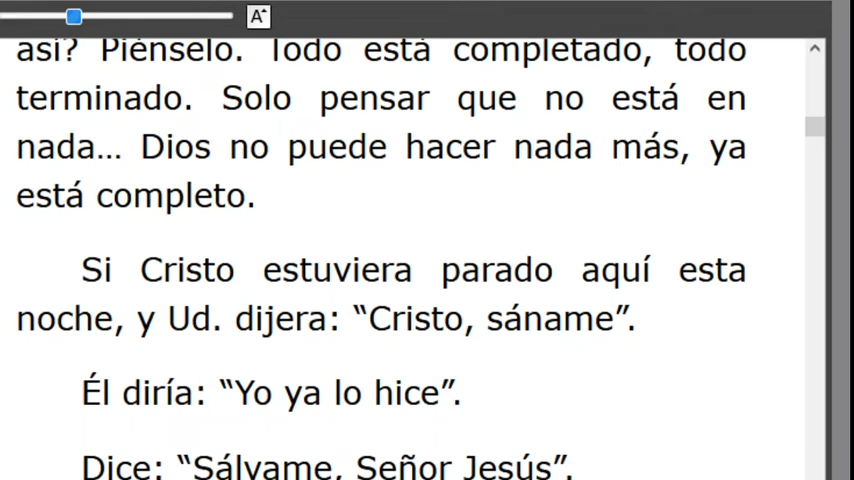 A
así? Piénselo. Todo está completado, todo
terminado. Solo pensar que no está en
nada... Dios no puede hacer nada más, ya
está completo.
Si Cristo estuviera parado aquí esta
noche, y Ud. dijera: “Cristo, sáname”.
Él diría: “Yo ya lo hice”.
Dice: “Sálvame, Señor Jesús”.